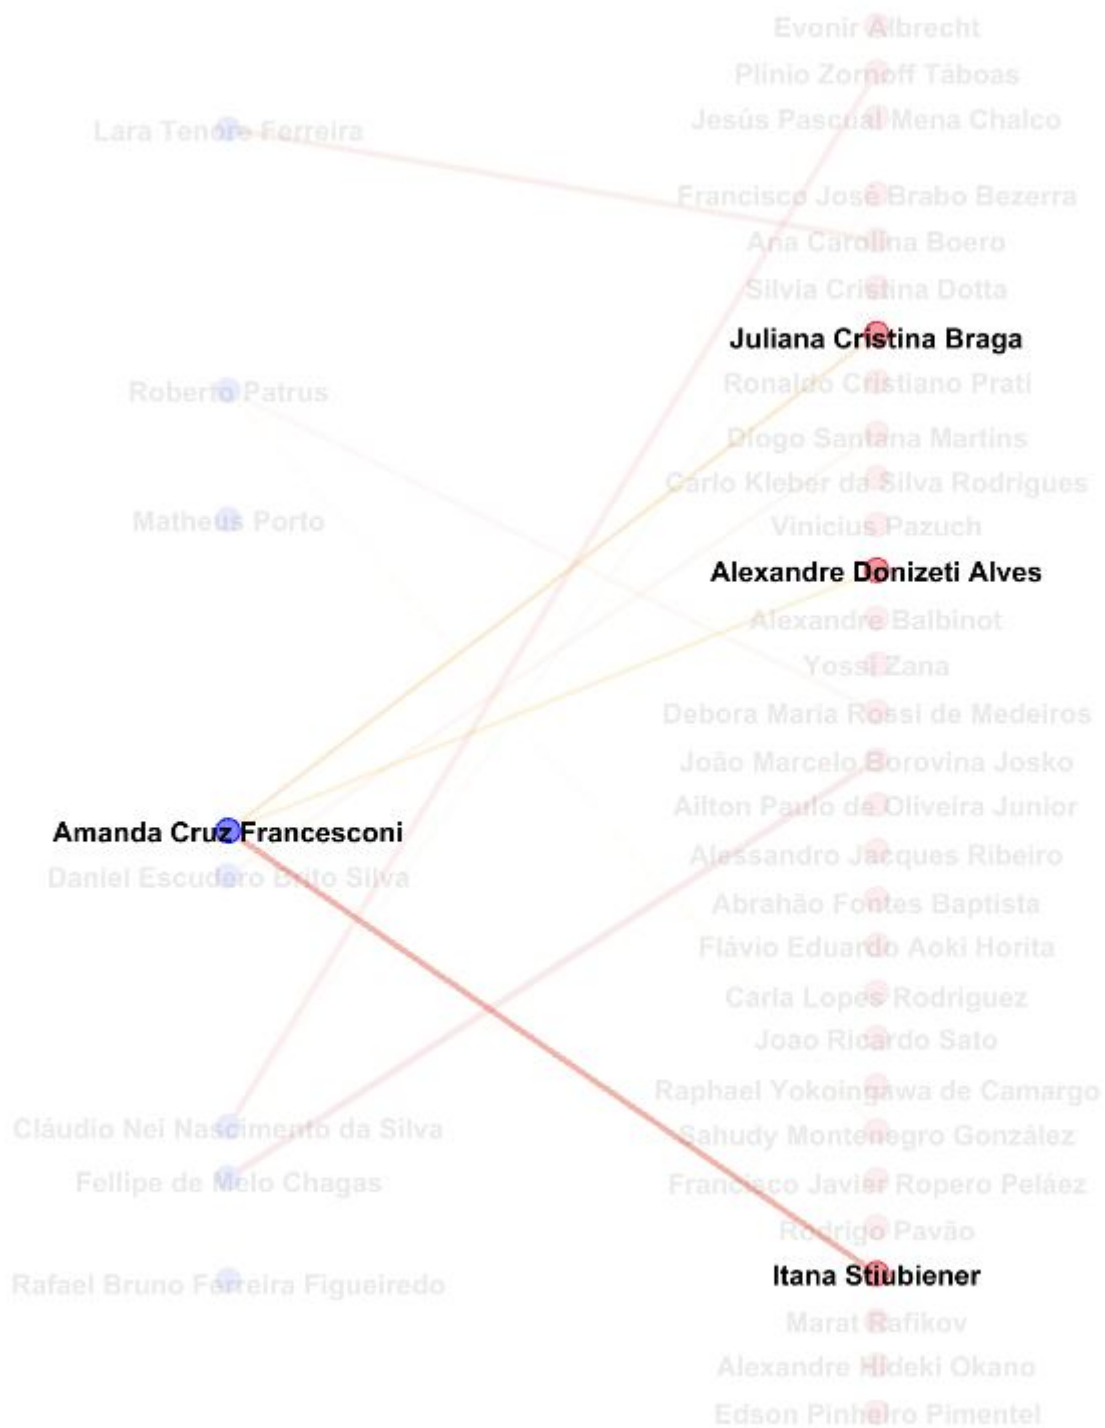 Lara Tenore Ferreira
Roberto Patrus
Matheus Porto
Amanda Cruz Francesconi
Daniel Escudero Brito Silva
Cláudio Nei Nascimento da Silva
Fellipe de Melo Chagas
Rafael Bruno Ferreira Figueiredo
Evonir Albrecht
Plínio Zornoff Táboas
Jesús Pascual Mena Chalco
Francisco José Brabo Bezerra
Ana Carolina Boero
Silvia Cristina Dotta
Juliana Cristina Braga
Ronaldo Cristiano Prati
Diogo Santana Martins
Carlo Kleber da Silva Rodrigues
Vinicius Pazuch
Alexandre Donizeti Alves
Alexandre Balbinot
Yossi Zana
Debora Maria Rossi de Medeiros
João Marcelo Borovina Josko
Ailton Paulo de Oliveira Junior
Alessandro Jacques Ribeiro
Abrahão Fontes Baptista
Flávio Eduardo Aoki Horita
Carla Lopes Rodriguez
Joao Ricardo Sato
Raphael Yokoingawa de Camargo
Sahudy Montenegro González
Francisco Javier Ropero Peláez
Rodrigo Pavão
Itana Stiubiener
Marat Rafikov
Alexandre Hideki Okano
Edson Pinheiro Pimentel